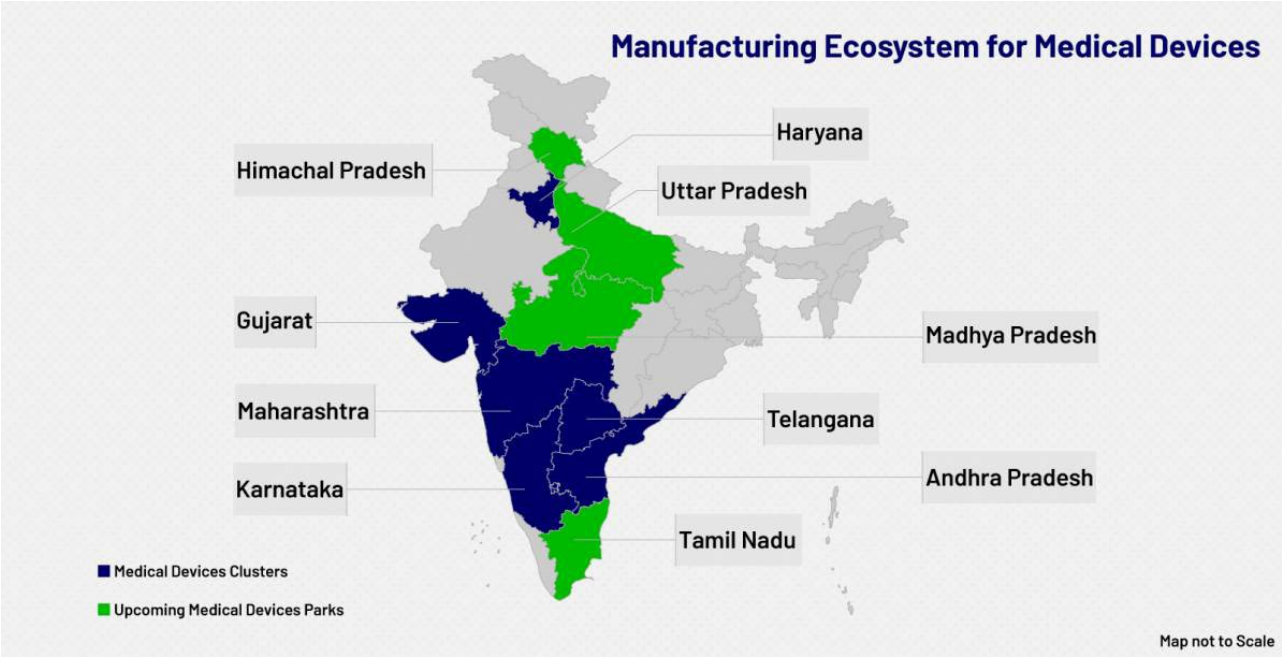 Manufacturing Ecosystem for Medical Devices
Haryana
Himachal Pradesh
Uttar Pradesh
Gujarat
Madhya Pradesh
Maharashtra
Telangana
Karnataka
Andhra Pradesh
Tamil Nadu
Medical Devices Clusters
Upcoming Medical Devices Parks
Map not to Scale